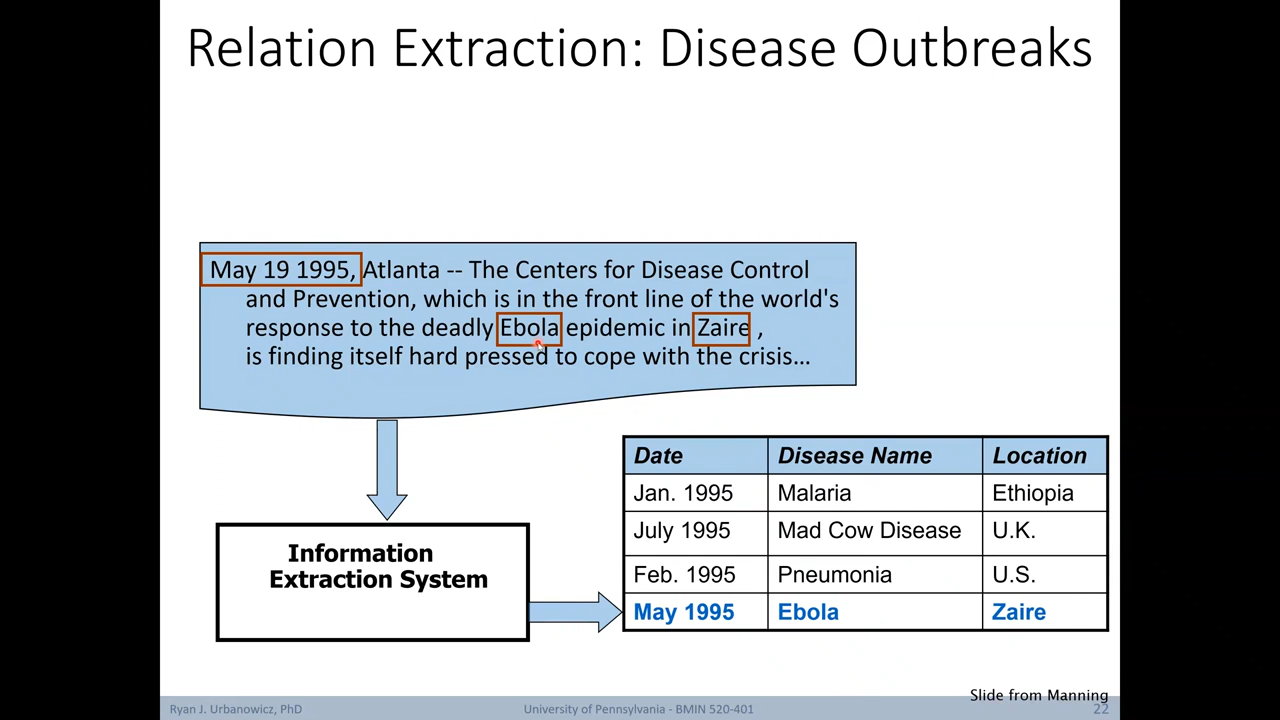 Relation Extraction: Disease Outbreaks
May 19 1995, Atlanta -- The Centers for Disease Control
and Prevention, which is in the front line of the world's
response to the deadly Ebola epidemic in Zaire ,
is finding itself hard pressed to cope with the crisis…
Information
Extraction System
Date Disease Name Location
Jan. 1995 Malaria Ethiopia
July 1995 Mad Cow Disease U.K.
Feb. 1995 Pneumonia U.S.
May 1995 Ebola Zaire
Slide from Manning
Ryan J. Urbanowicz, PhD University of Pennsylvania - BMIN 520-401 22